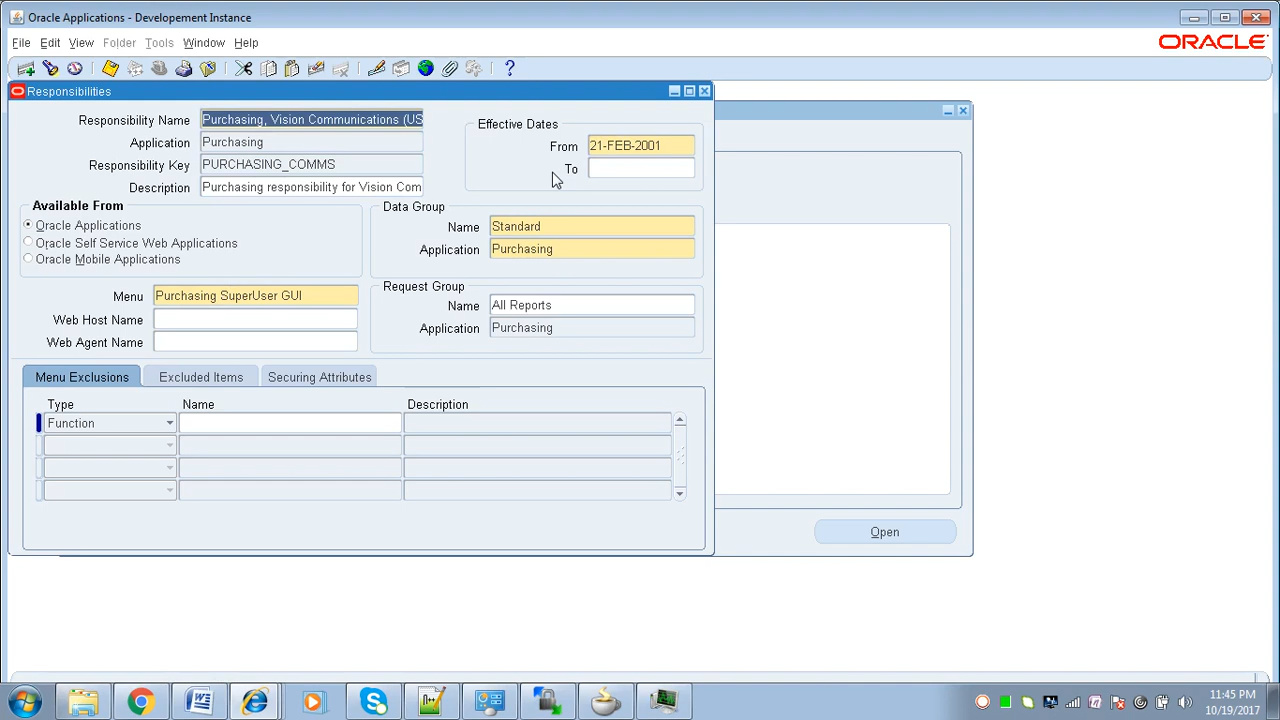 Oracle Applications - Developement Instance
File Edit View Folder Tools Window Help
ORACLE
Responsibilities
Responsibility Name Purchasing, Vision Communications (US
Application Purchasing
Responsibility Key PURCHASING_COMMS
Description Purchasing responsibility for Vision Com
Effective Dates
From 21-FEB-2001
To
Available From
Oracle Applications
Oracle Self Service Web Applications
Oracle Mobile Applications
Data Group
Name Standard
Application Purchasing
Menu Purchasing SuperUser GUI
Web Host Name
Web Agent Name
Request Group
Name All Reports
Application Purchasing
Menu Exclusions Excluded Items Securing Attributes
Type Name Description
Function
Open
11:45 PM
10/19/2017